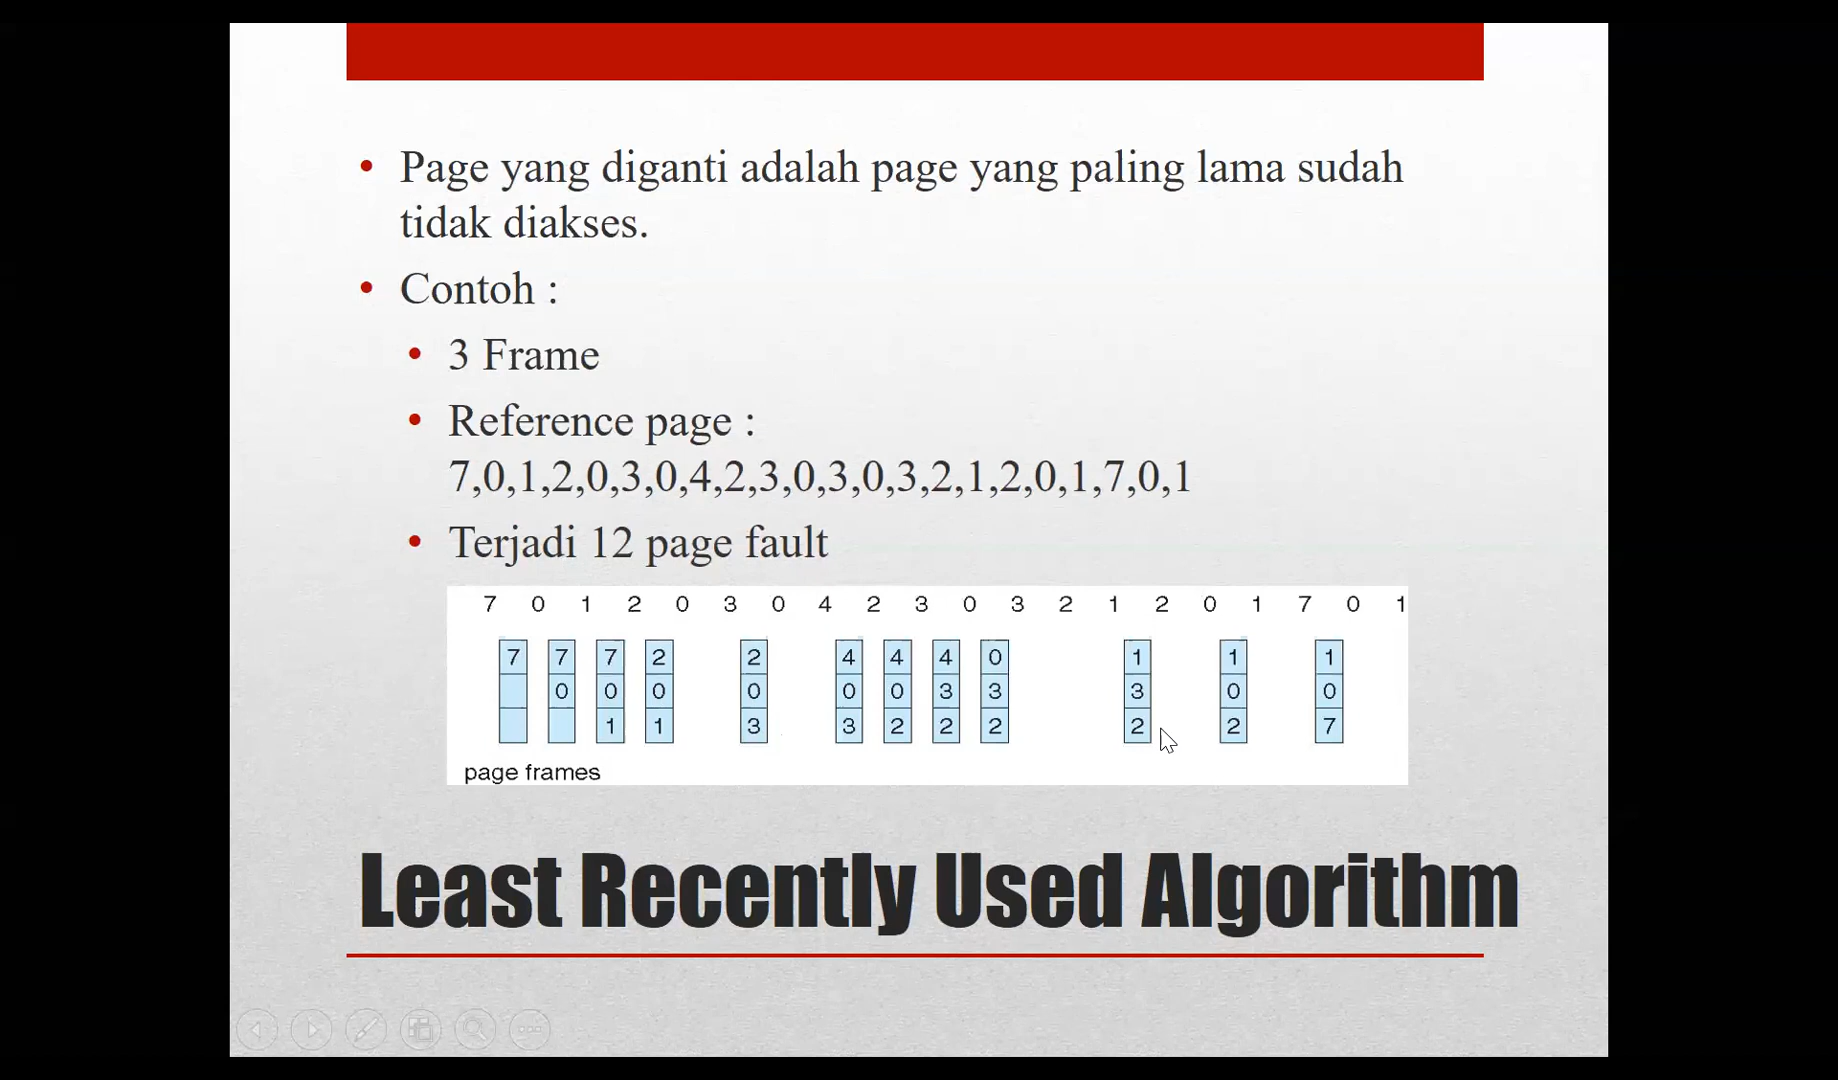 Page yang diganti adalah page yang paling lama sudah
tidak diakses.
Contoh :
3 Frame
Reference page :
7,0,1,2,0,3,0,4,2,3,0,3,0,3,2,1,2,0,1,7,0,1
Terjadi 12 page fault
7 0 1 2 0 3 0 4 2 3 0 3 2 1 2 0 1 7 0 1
7 7 7 2 2 4 4 4 0 1 1 1
0 0 0 0 0 0 3 3 3 0 0
1 1 3 3 2 2 2 2 2 7
page frames
Least Recently Used Algorithm